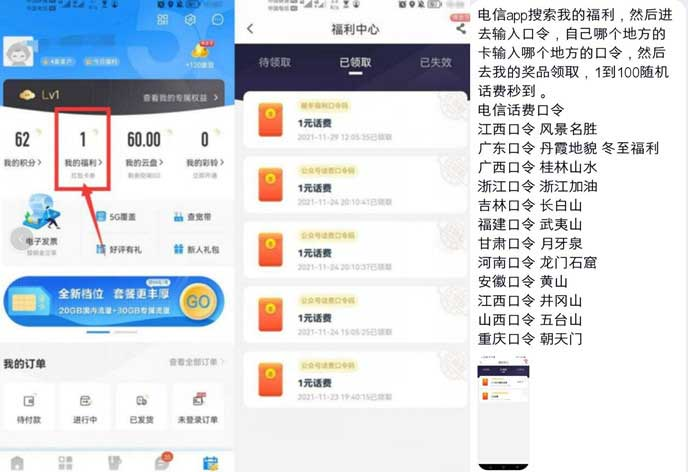 Lv1
查看我的专属权益
62
1
60.00
0
我的积分
我的福利
我的云盘
我的彩铃
红包卡券
立即开通
+120
5G覆盖
查宽带
电子发票
好评有礼
新人礼包
全新档位 套餐更丰享
20GB国内流量+30GB专属流量
GO
我的订单
查看全部订单
待付款
进行中
已发货
未登录订单
福利中心
待领取
已领取
已失效
1元话费
2021-11-29 12:05:35已领取
公众号话费口令码
1元话费
2021-11-24 20:10:41已领取
公众号话费口令码
1元话费
2021-11-24 20:10:37已领取
公众号话费口令码
1元话费
2021-11-24 15:05:25已领取
公众号话费口令码
1元话费
2021-11-23 19:40:15已领取
电信app搜索我的福利，然后进
去输入口令，自己哪个地方的
卡输入哪个地方的口令，然后
去我的奖品领取，1到100随机
话费秒到。
电信话费口令
江西口令 风景名胜
广东口令 丹霞地貌 冬至福利
广西口令 桂林山水
浙江口令 浙江加油
吉林口令 长白山
福建口令 武夷山
甘肃口令 月牙泉
河南口令 龙门石窟
安徽口令 黄山
江西口令 井冈山
山西口令 五台山
重庆口令 朝天门